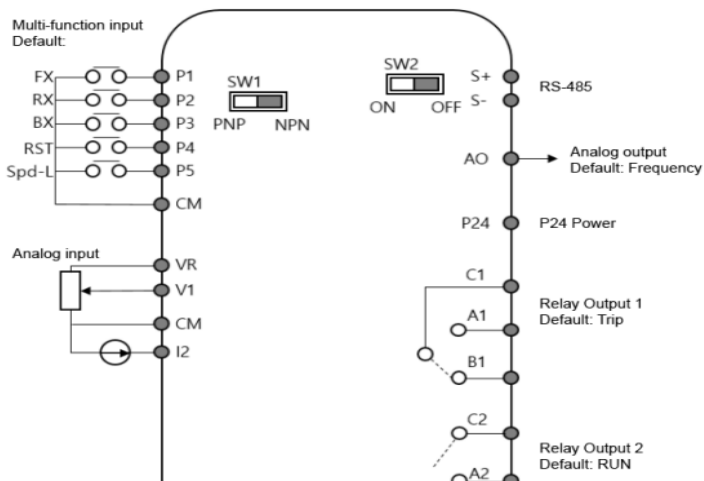 Multi-function input
Default:
FX
P1
RX
P2
BX
P3
RST
P4
Spd-L
P5
CM
SW1
PNP NPN
SW2
ON OFF
S+
S-
RS-485
AO
Analog output
Default: Frequency
P24
P24 Power
Analog input
VR
V1
CM
I2
C1
A1
B1
Relay Output 1
Default: Trip
C2
A2
Relay Output 2
Default: RUN